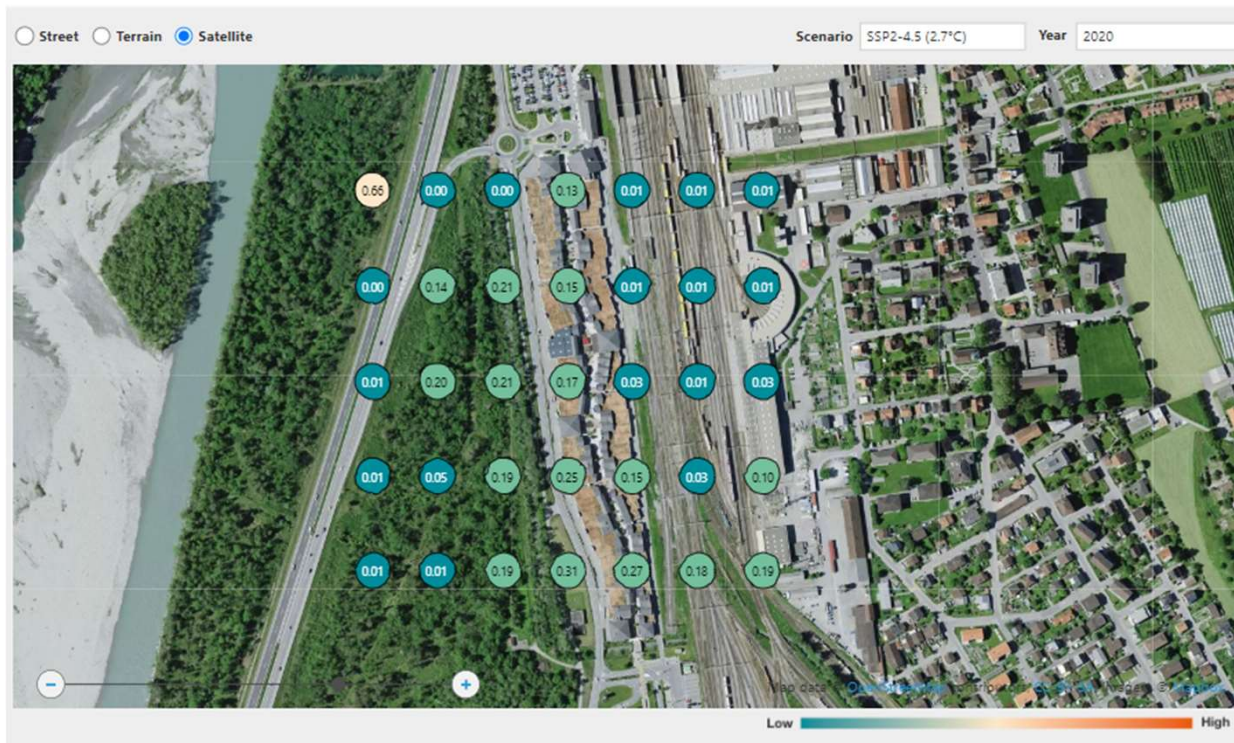 Street Terrain Satellite Scenario SSP2-4.5 (2.7°C) Year 2020
0.66 0.00 0.00 0.13 0.01 0.01 0.01
0.00 0.14 0.21 0.15 0.01 0.01 0.01
0.01 0.20 0.21 0.17 0.03 0.01 0.03
0.01 0.05 0.19 0.25 0.15 0.03 0.10
0.01 0.01 0.19 0.31 0.27 0.18 0.19
− +
Map data OpenStreetMap
Low High